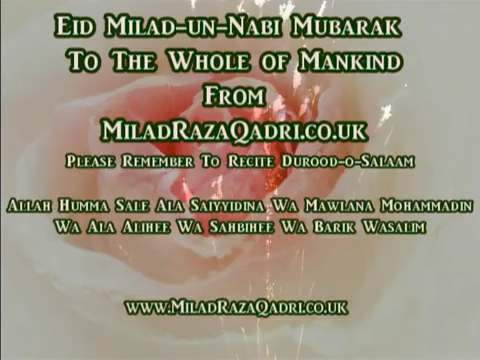 Eid Milad-un-Nabi Mubarak
To The Whole of Mankind
From
MiladRazaQadri.co.uk
Please Remember To Recite Durood-o-Salaam
Allah Humma Sale Ala Saiyyidina Wa Mawlana Mohammadin
Wa Ala Alihee Wa Sahbihee Wa Barik Wasalim
www.MiladRazaQadri.co.uk